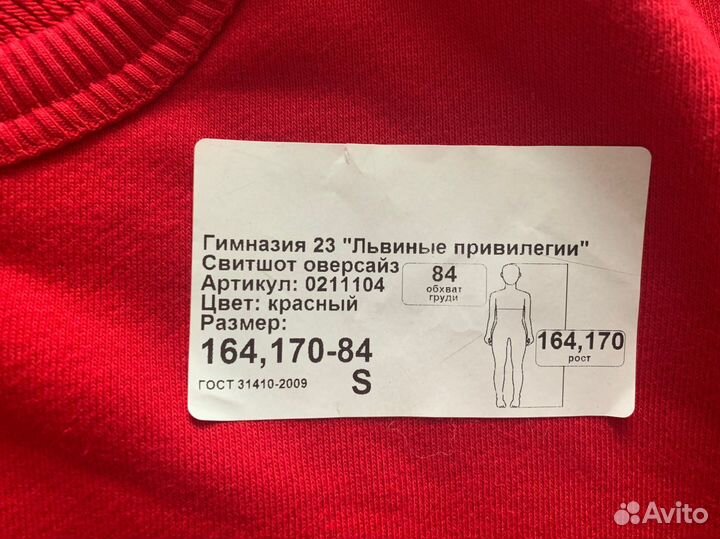 Гимназия 23 "Львиные привилегии"
Свитшот оверсайз
Артикул: 0211104
Цвет: красный
Размер:
164,170-84
S
ГОСТ 31410-2009
84
обхват
груди
164,170
рост
Avito